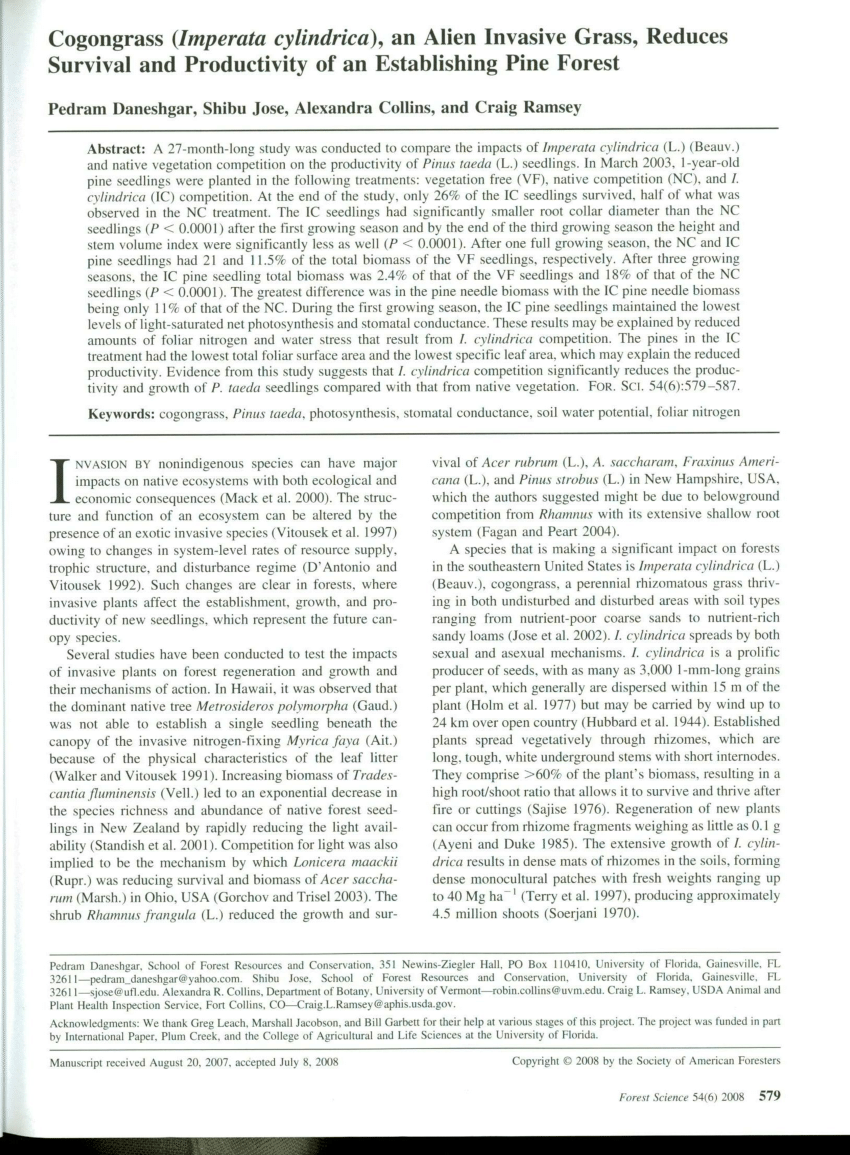 Cogongrass (Imperata cylindrica), an Alien Invasive Grass, Reduces
Survival and Productivity of an Establishing Pine Forest
Pedram Daneshgar, Shibu Jose, Alexandra Collins, and Craig Ramsey
Abstract: A 27-month-long study was conducted to compare the impacts of Imperata cylindrica (L.) (Beauv.)
and native vegetation competition on the productivity of Pinus taeda (L.) seedlings. In March 2003, 1-year-old
pine seedlings were planted in the following treatments: vegetation free (VF), native competition (NC), and I.
cylindrica (IC) competition. At the end of the study, only 26% of the IC seedlings survived, half of what was
observed in the NC treatment. The IC seedlings had significantly smaller root collar diameter than the NC
seedlings (P < 0.0001) after the first growing season and by the end of the third growing season the height and
stem volume index were significantly less as well (P < 0.0001). After one full growing season, the NC and IC
pine seedlings had 21 and 11.5% of the total biomass of the VF seedlings, respectively. After three growing
seasons, the IC pine seedling total biomass was 2.4% of that of the VF seedlings and 18% of that of the NC
seedlings (P < 0.0001). The greatest difference was in the pine needle biomass with the IC pine needle biomass
being only 11% of that of the NC. During the first growing season, the IC pine seedlings maintained the lowest
levels of light-saturated net photosynthesis and stomatal conductance. These results may be explained by reduced
amounts of foliar nitrogen and water stress that result from I. cylindrica competition. The pines in the IC
treatment had the lowest total foliar surface area and the lowest specific leaf area, which may explain the reduced
productivity. Evidence from this study suggests that I. cylindrica competition significantly reduces the produc-
tivity and growth of P. taeda seedlings compared with that from native vegetation. FOR. SCI. 54(6):579–587.
Keywords: cogongrass, Pinus taeda, photosynthesis, stomatal conductance, soil water potential, foliar nitrogen
INVASION BY nonindigenous species can have major
impacts on native ecosystems with both ecological and
economic consequences (Mack et al. 2000). The struc-
ture and function of an ecosystem can be altered by the
presence of an exotic invasive species (Vitousek et al. 1997)
owing to changes in system-level rates of resource supply,
trophic structure, and disturbance regime (D'Antonio and
Vitousek 1992). Such changes are clear in forests, where
invasive plants affect the establishment, growth, and pro-
ductivity of new seedlings, which represent the future can-
opy species.
Several studies have been conducted to test the impacts
of invasive plants on forest regeneration and growth and
their mechanisms of action. In Hawaii, it was observed that
the dominant native tree Metrosideros polymorpha (Gaud.)
was not able to establish a single seedling beneath the
canopy of the invasive nitrogen-fixing Myrica faya (Ait.)
because of the physical characteristics of the leaf litter
(Walker and Vitousek 1991). Increasing biomass of Trades-
cantia fluminensis (Vell.) led to an exponential decrease in
the species richness and abundance of native forest seed-
lings in New Zealand by rapidly reducing the light avail-
ability (Standish et al. 2001). Competition for light was also
implied to be the mechanism by which Lonicera maackii
(Rupr.) was reducing survival and biomass of Acer saccha-
rum (Marsh.) in Ohio, USA (Gorchov and Trisel 2003). The
shrub Rhamnus frangula (L.) reduced the growth and sur-
vival of Acer rubrum (L.), A. saccharam, Fraxinus Ameri-
cana (L.), and Pinus strobus (L.) in New Hampshire, USA,
which the authors suggested might be due to belowground
competition from Rhamnus with its extensive shallow root
system (Fagan and Peart 2004).
A species that is making a significant impact on forests
in the southeastern United States is Imperata cylindrica (L.)
(Beauv.), cogongrass, a perennial rhizomatous grass thriv-
ing in both undisturbed and disturbed areas with soil types
ranging from nutrient-poor coarse sands to nutrient-rich
sandy loams (Jose et al. 2002). I. cylindrica spreads by both
sexual and asexual mechanisms. I. cylindrica is a prolific
producer of seeds, with as many as 3,000 1-mm-long grains
per plant, which generally are dispersed within 15 m of the
plant (Holm et al. 1977) but may be carried by wind up to
24 km over open country (Hubbard et al. 1944). Established
plants spread vegetatively through rhizomes, which are
long, tough, white underground stems with short internodes.
They comprise >60% of the plant's biomass, resulting in a
high root/shoot ratio that allows it to survive and thrive after
fire or cuttings (Sajise 1976). Regeneration of new plants
can occur from rhizome fragments weighing as little as 0.1 g
(Ayeni and Duke 1985). The extensive growth of I. cylin-
drica results in dense mats of rhizomes in the soils, forming
dense monocultural patches with fresh weights ranging up
to 40 Mg ha⁻¹ (Terry et al. 1997), producing approximately
4.5 million shoots (Soerjani 1970).
Pedram Daneshgar, School of Forest Resources and Conservation, 351 Newins-Ziegler Hall, PO Box 110410, University of Florida, Gainesville, FL
32611—pedram_daneshgar@yahoo.com. Shibu Jose, School of Forest Resources and Conservation, University of Florida, Gainesville, FL
32611—sjose@ufl.edu. Alexandra R. Collins, Department of Botany, University of Vermont—robin.collins@uvm.edu. Craig L. Ramsey, USDA Animal and
Plant Health Inspection Service, Fort Collins, CO—Craig.L.Ramsey@aphis.usda.gov.
Acknowledgments: We thank Greg Leach, Marshall Jacobson, and Bill Garbett for their help at various stages of this project. The project was funded in part
by International Paper, Plum Creek, and the College of Agricultural and Life Sciences at the University of Florida.
Manuscript received August 20, 2007, accepted July 8, 2008
Copyright © 2008 by the Society of American Foresters
Forest Science 54(6) 2008 579